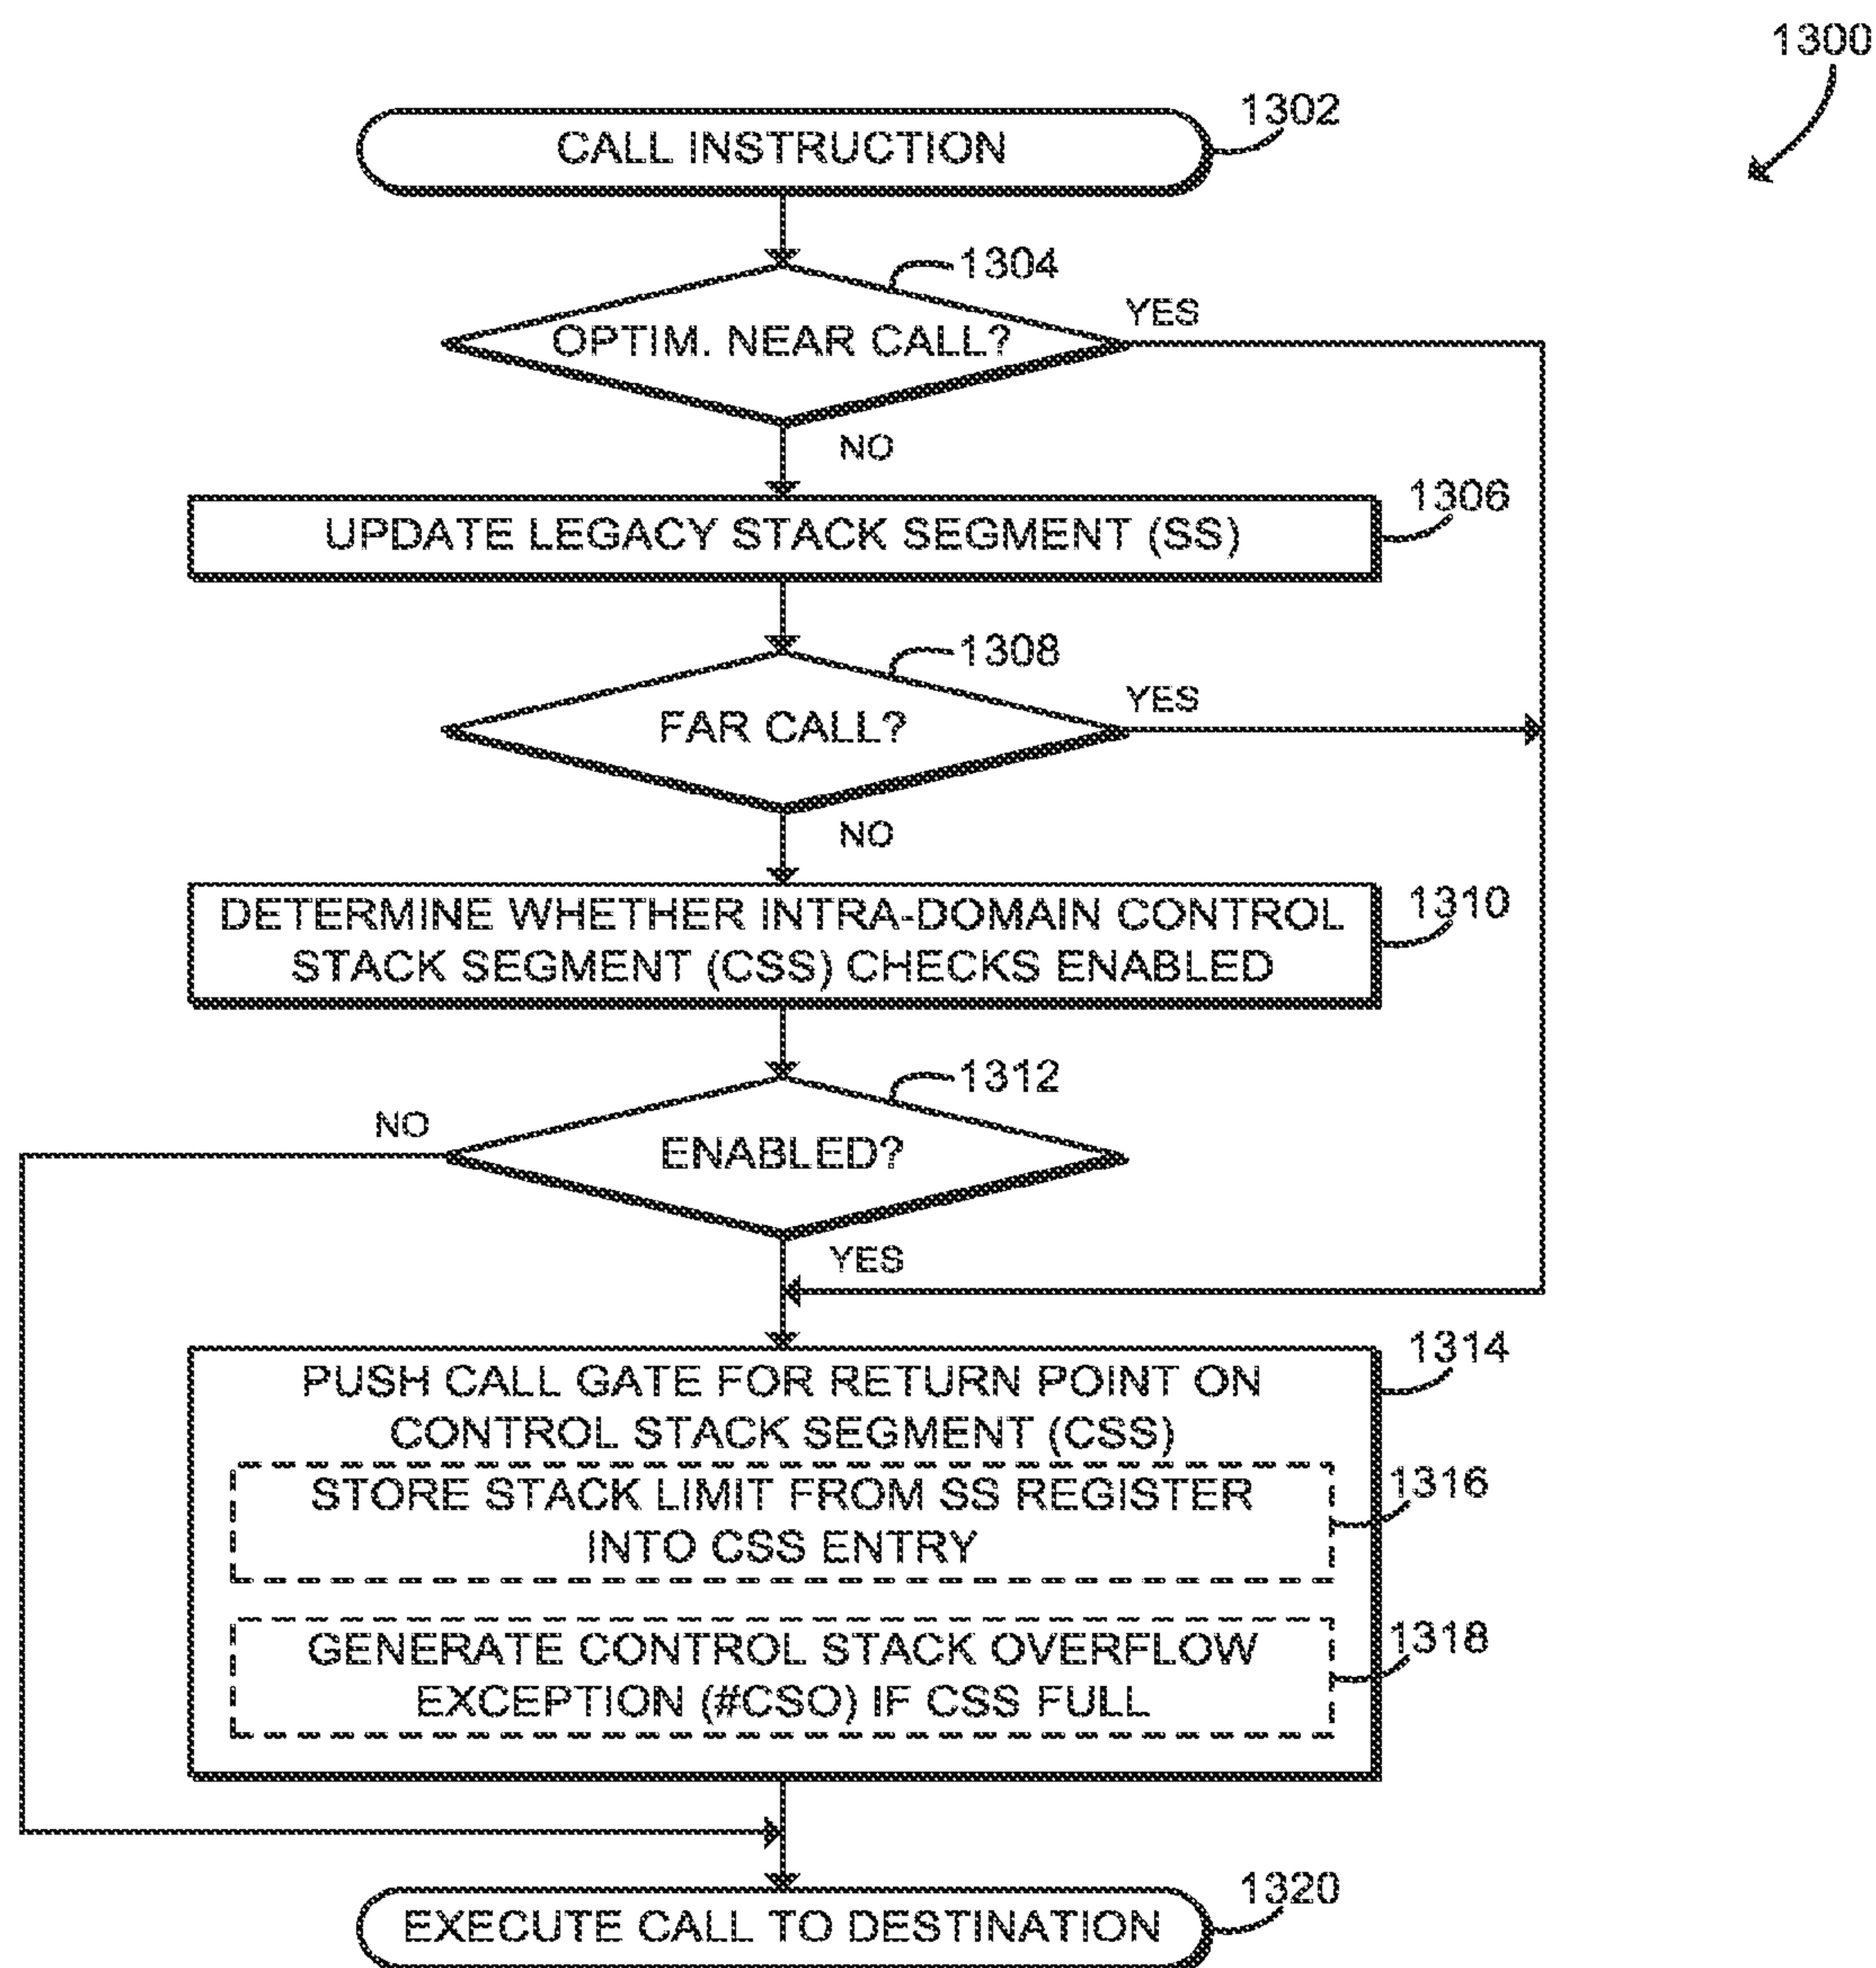 1300
CALL INSTRUCTION
1302
1304
OPTIM. NEAR CALL?
YES
NO
UPDATE LEGACY STACK SEGMENT (SS)
1306
1308
FAR CALL?
YES
NO
DETERMINE WHETHER INTRA-DOMAIN CONTROL
STACK SEGMENT (CSS) CHECKS ENABLED
1310
1312
NO
ENABLED?
YES
1314
PUSH CALL GATE FOR RETURN POINT ON
CONTROL STACK SEGMENT (CSS)
STORE STACK LIMIT FROM SS REGISTER
INTO CSS ENTRY
1316
GENERATE CONTROL STACK OVERFLOW
EXCEPTION (#CSO) IF CSS FULL
1318
1320
EXECUTE CALL TO DESTINATION